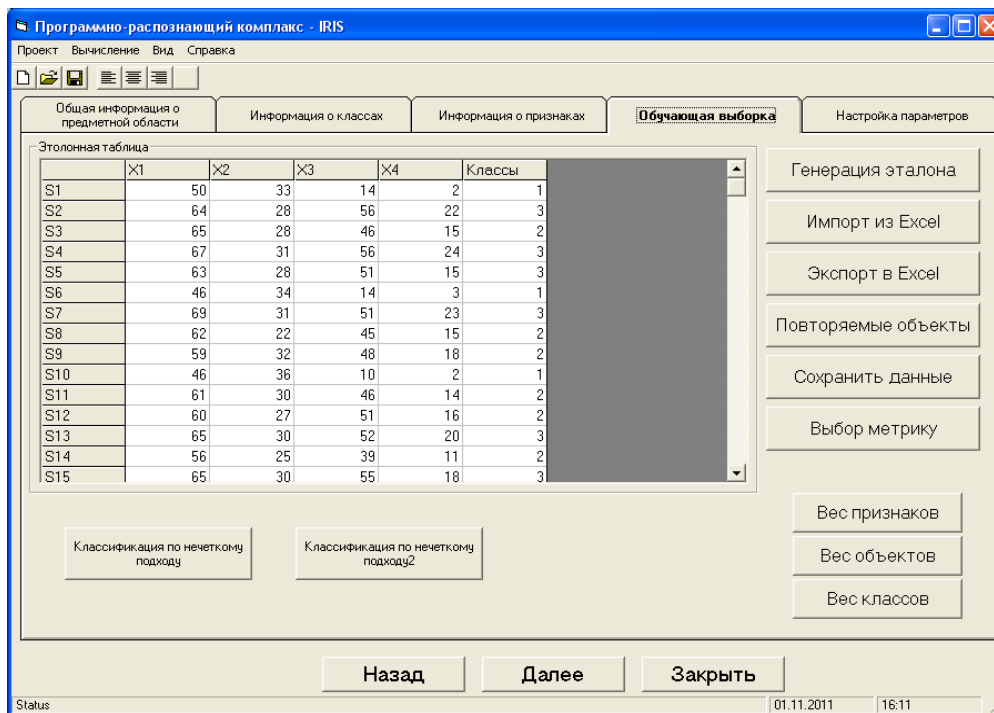 Программно-распознающий комплакс - IRIS
Проект Вычисление Вид Справка
Общая информация о предметной области
Информация о классах
Информация о признаках
Обучающая выборка
Настройка параметров
Этолонная таблица
X1 X2 X3 X4 Классы
S1 50 33 14 2 1
S2 64 28 56 22 3
S3 65 28 46 15 2
S4 67 31 56 24 3
S5 63 28 51 15 3
S6 46 34 14 3 1
S7 69 31 51 23 3
S8 62 22 45 15 2
S9 59 32 48 18 2
S10 46 36 10 2 1
S11 61 30 46 14 2
S12 60 27 51 16 2
S13 65 30 52 20 3
S14 56 25 39 11 2
S15 65 30 55 18 3
Генерация эталона
Импорт из Excel
Экспорт в Excel
Повторяемые объекты
Сохранить данные
Выбор метрику
Вес признаков
Вес объектов
Вес классов
Классификация по нечеткому подходу
Классификация по нечеткому подходу2
Назад Далее Закрыть
Status 01.11.2011 16:11